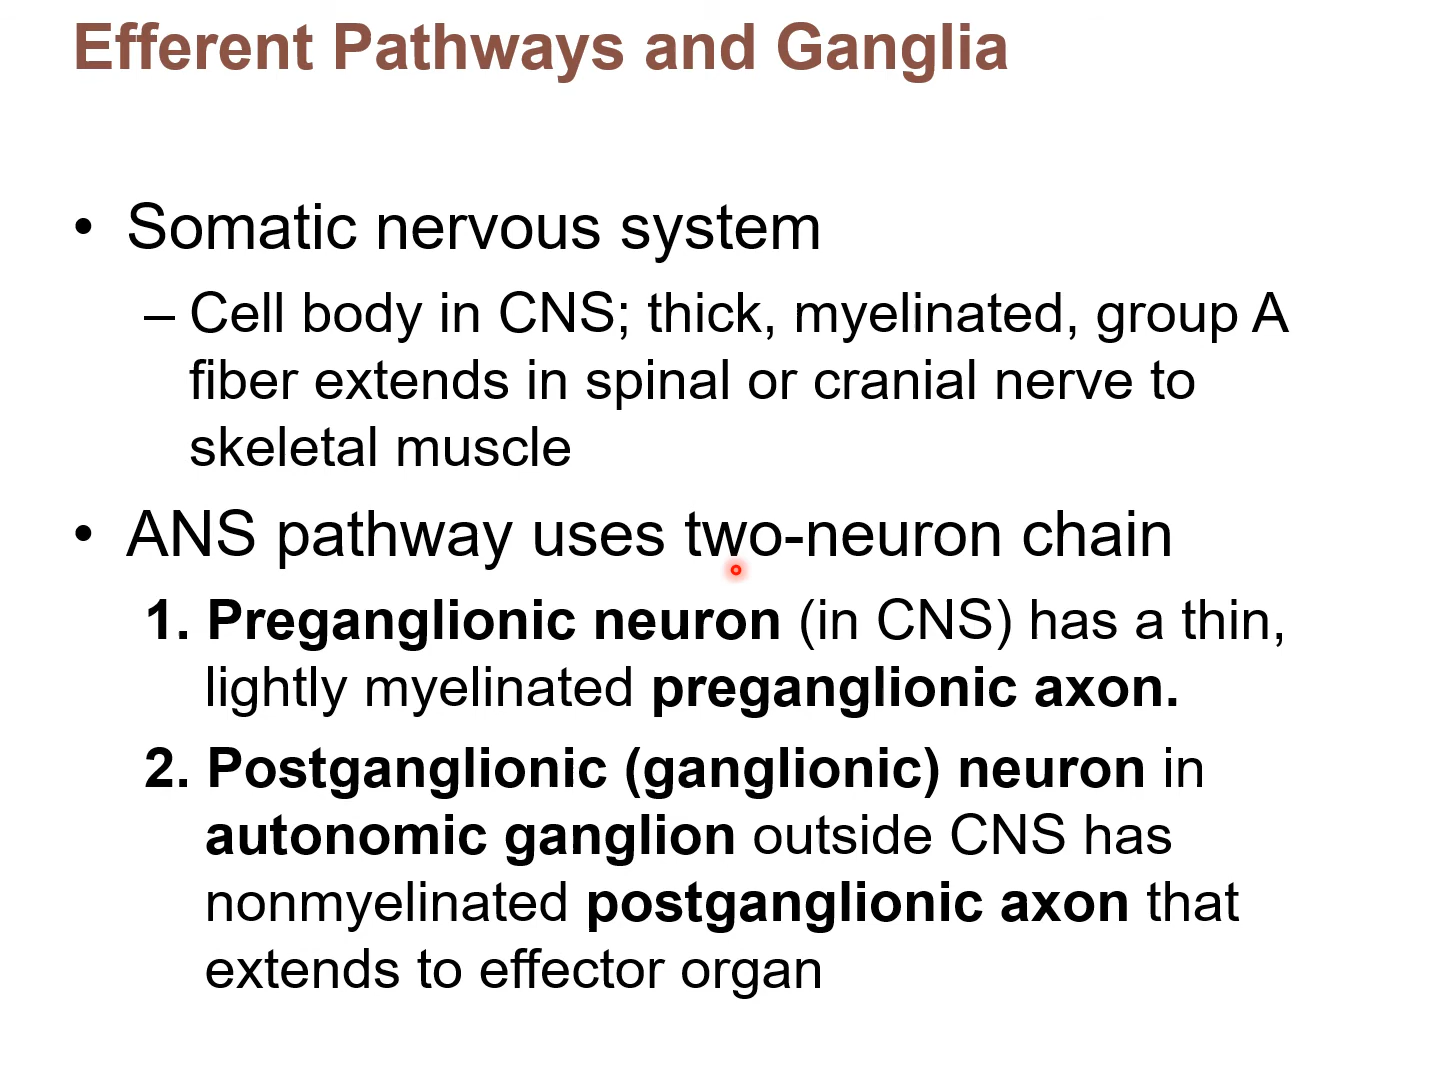 Efferent Pathways and Ganglia
• Somatic nervous system
– Cell body in CNS; thick, myelinated, group A
fiber extends in spinal or cranial nerve to
skeletal muscle
• ANS pathway uses two-neuron chain
1. Preganglionic neuron (in CNS) has a thin,
lightly myelinated preganglionic axon.
2. Postganglionic (ganglionic) neuron in
autonomic ganglion outside CNS has
nonmyelinated postganglionic axon that
extends to effector organ